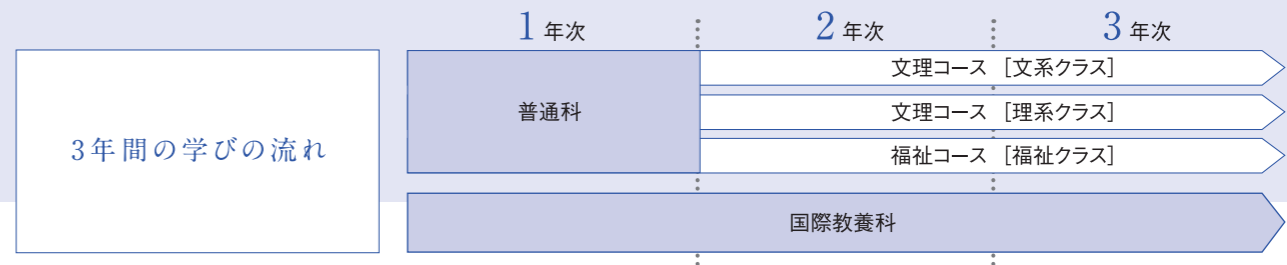 1 年次
2 年次
3 年次
3年間の学びの流れ
普通科
文理コース [文系クラス]
文理コース [理系クラス]
福祉コース [福祉クラス]
国際教養科